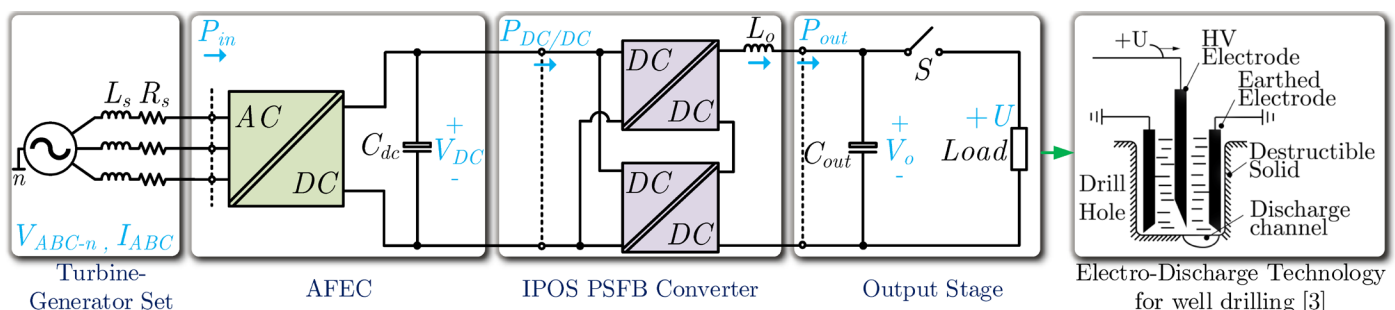 P_in
L_s R_s
n
V_ABC-n , I_ABC
Turbine-
Generator Set
AC
DC
C_dc
+
V_DC
-
AFEC
P_DC/DC
DC
DC
DC
DC
L_o
IPOS PSFB Converter
P_out
S
C_out
+
V_o
-
+U
Load
Output Stage
+U
HV
Electrode
Earthed
Electrode
Destructible
Solid
Drill
Hole
Discharge
channel
Electro-Discharge Technology
for well drilling [3]